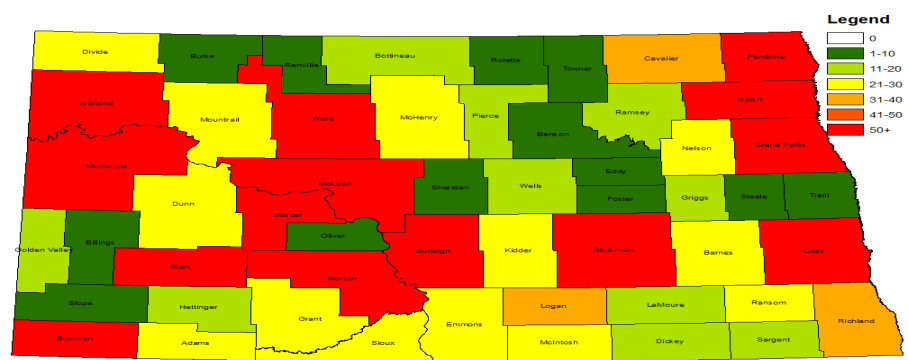 Legend
0
1-10
11-20
21-30
31-40
41-50
50+
Divide
Burke
Renville
Bottineau
Rolette
Towner
Cavalier
Pembina
Williams
Mountrail
Ward
McHenry
Pierce
Benson
Ramsey
Walsh
Nelson
Grand Forks
McKenzie
Dunn
McLean
Mercer
Oliver
Sheridan
Wells
Eddy
Foster
Griggs
Steele
Traill
Golden Valley
Billings
Stark
Morton
Burleigh
Kidder
Stutsman
Barnes
Cass
Slope
Hettinger
Grant
Emmons
Logan
LaMoure
Ransom
Richland
Bowman
Adams
Sioux
McIntosh
Dickey
Sargent